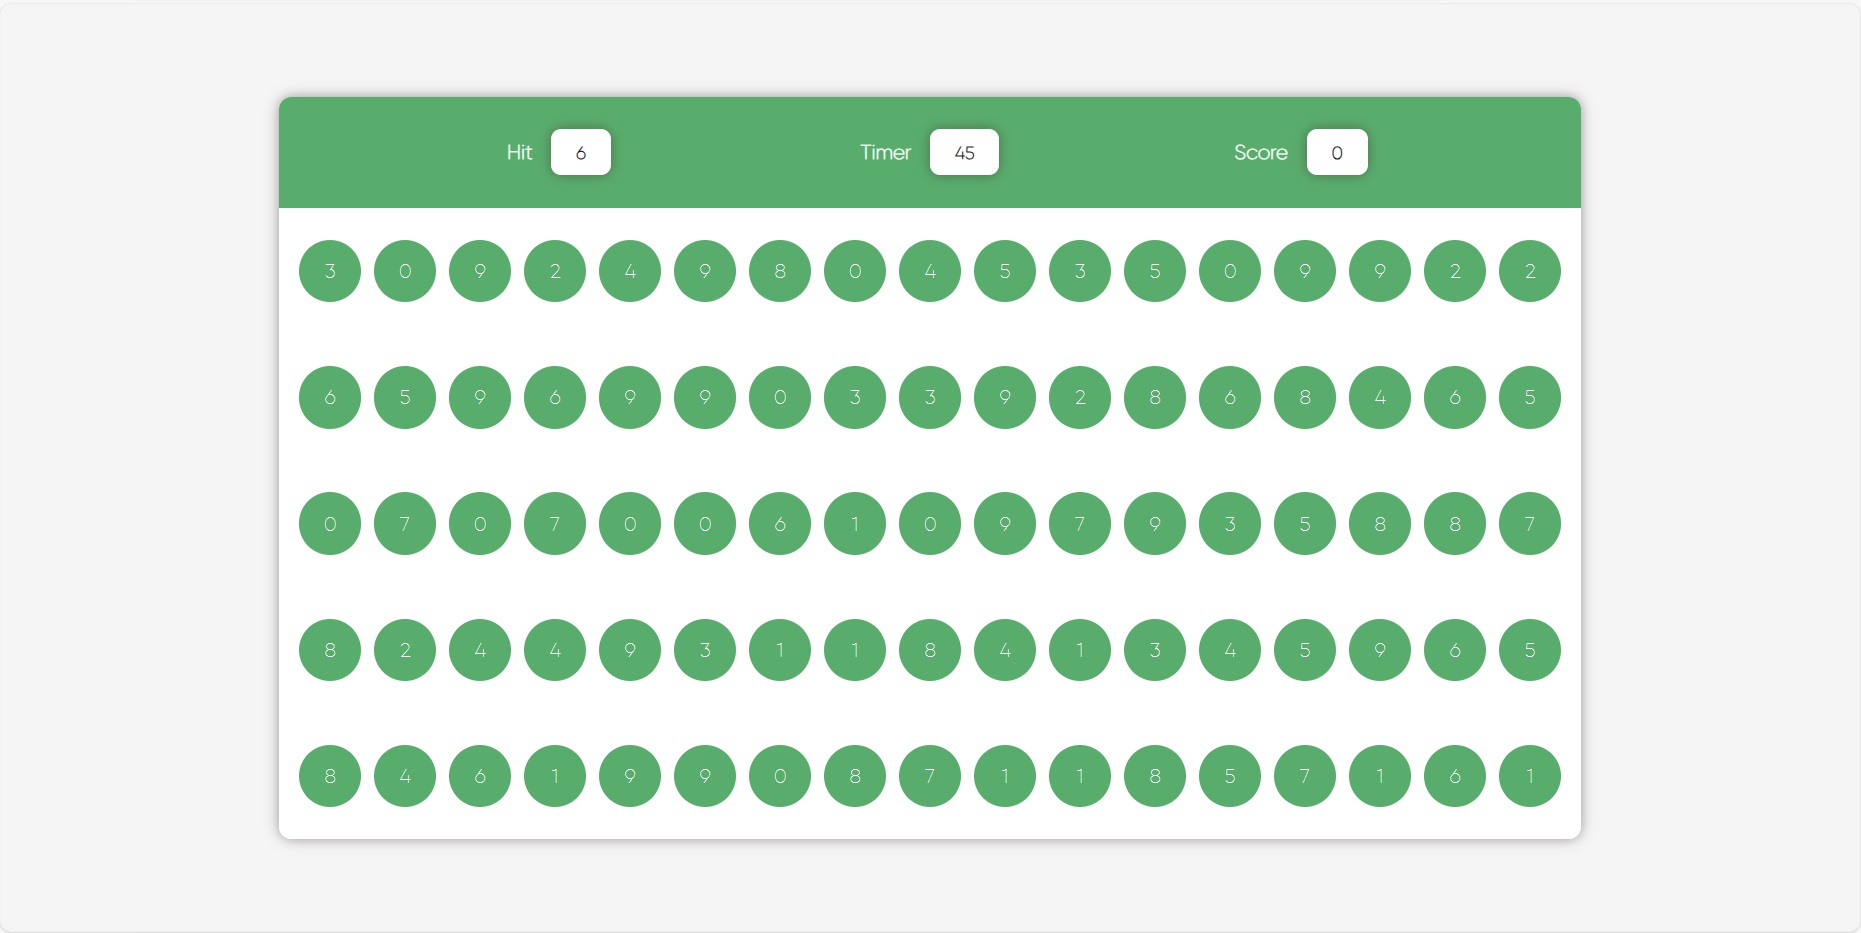 Hit 6 Timer 45 Score 0
3 0 9 2 4 9 8 0 4 5 3 5 0 9 9 2 2
6 5 9 6 9 9 0 3 3 9 2 8 6 8 4 6 5
0 7 0 7 0 0 6 1 0 9 7 9 3 5 8 8 7
8 2 4 4 9 3 1 1 8 4 1 3 4 5 9 6 5
8 4 6 1 9 9 0 8 7 1 1 8 5 7 1 6 1